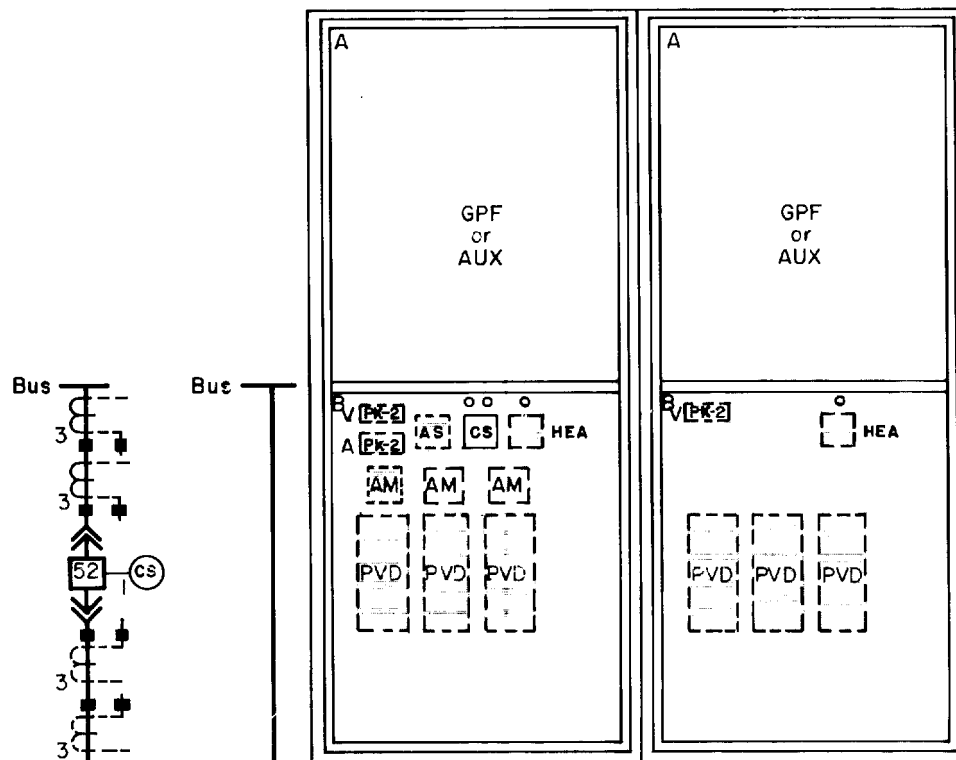 A
A
GPF
or
AUX
GPF
or
AUX
Bus
Bus
3
3
52
CS
3
3
B
V PK-2
A PK-2
AS
CS
HEA
AM
AM
AM
PVD
PVD
PVD
B
V PK-2
HEA
PVD
PVD
PVD